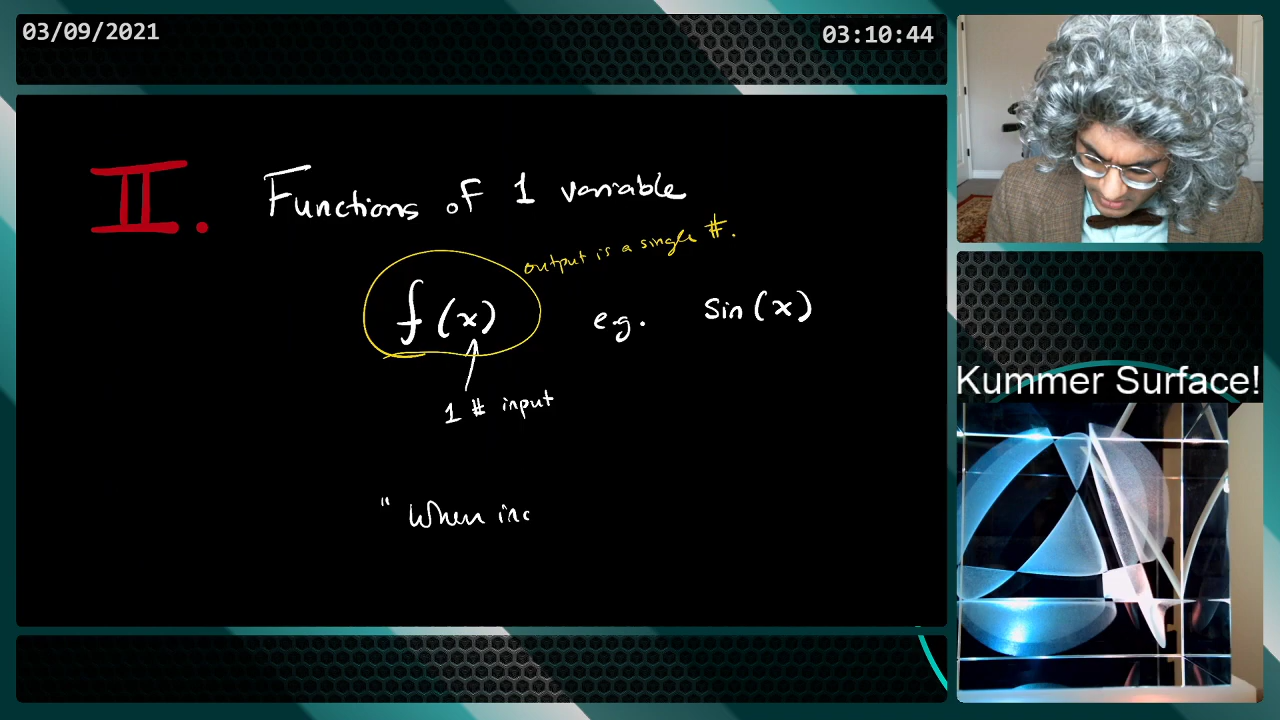 03/09/2021
03:10:44
II. Functions of 1 variable
output is a single #.
f(x) e.g. Sin(x)
1 # input
" When inc
Kummer Surface!